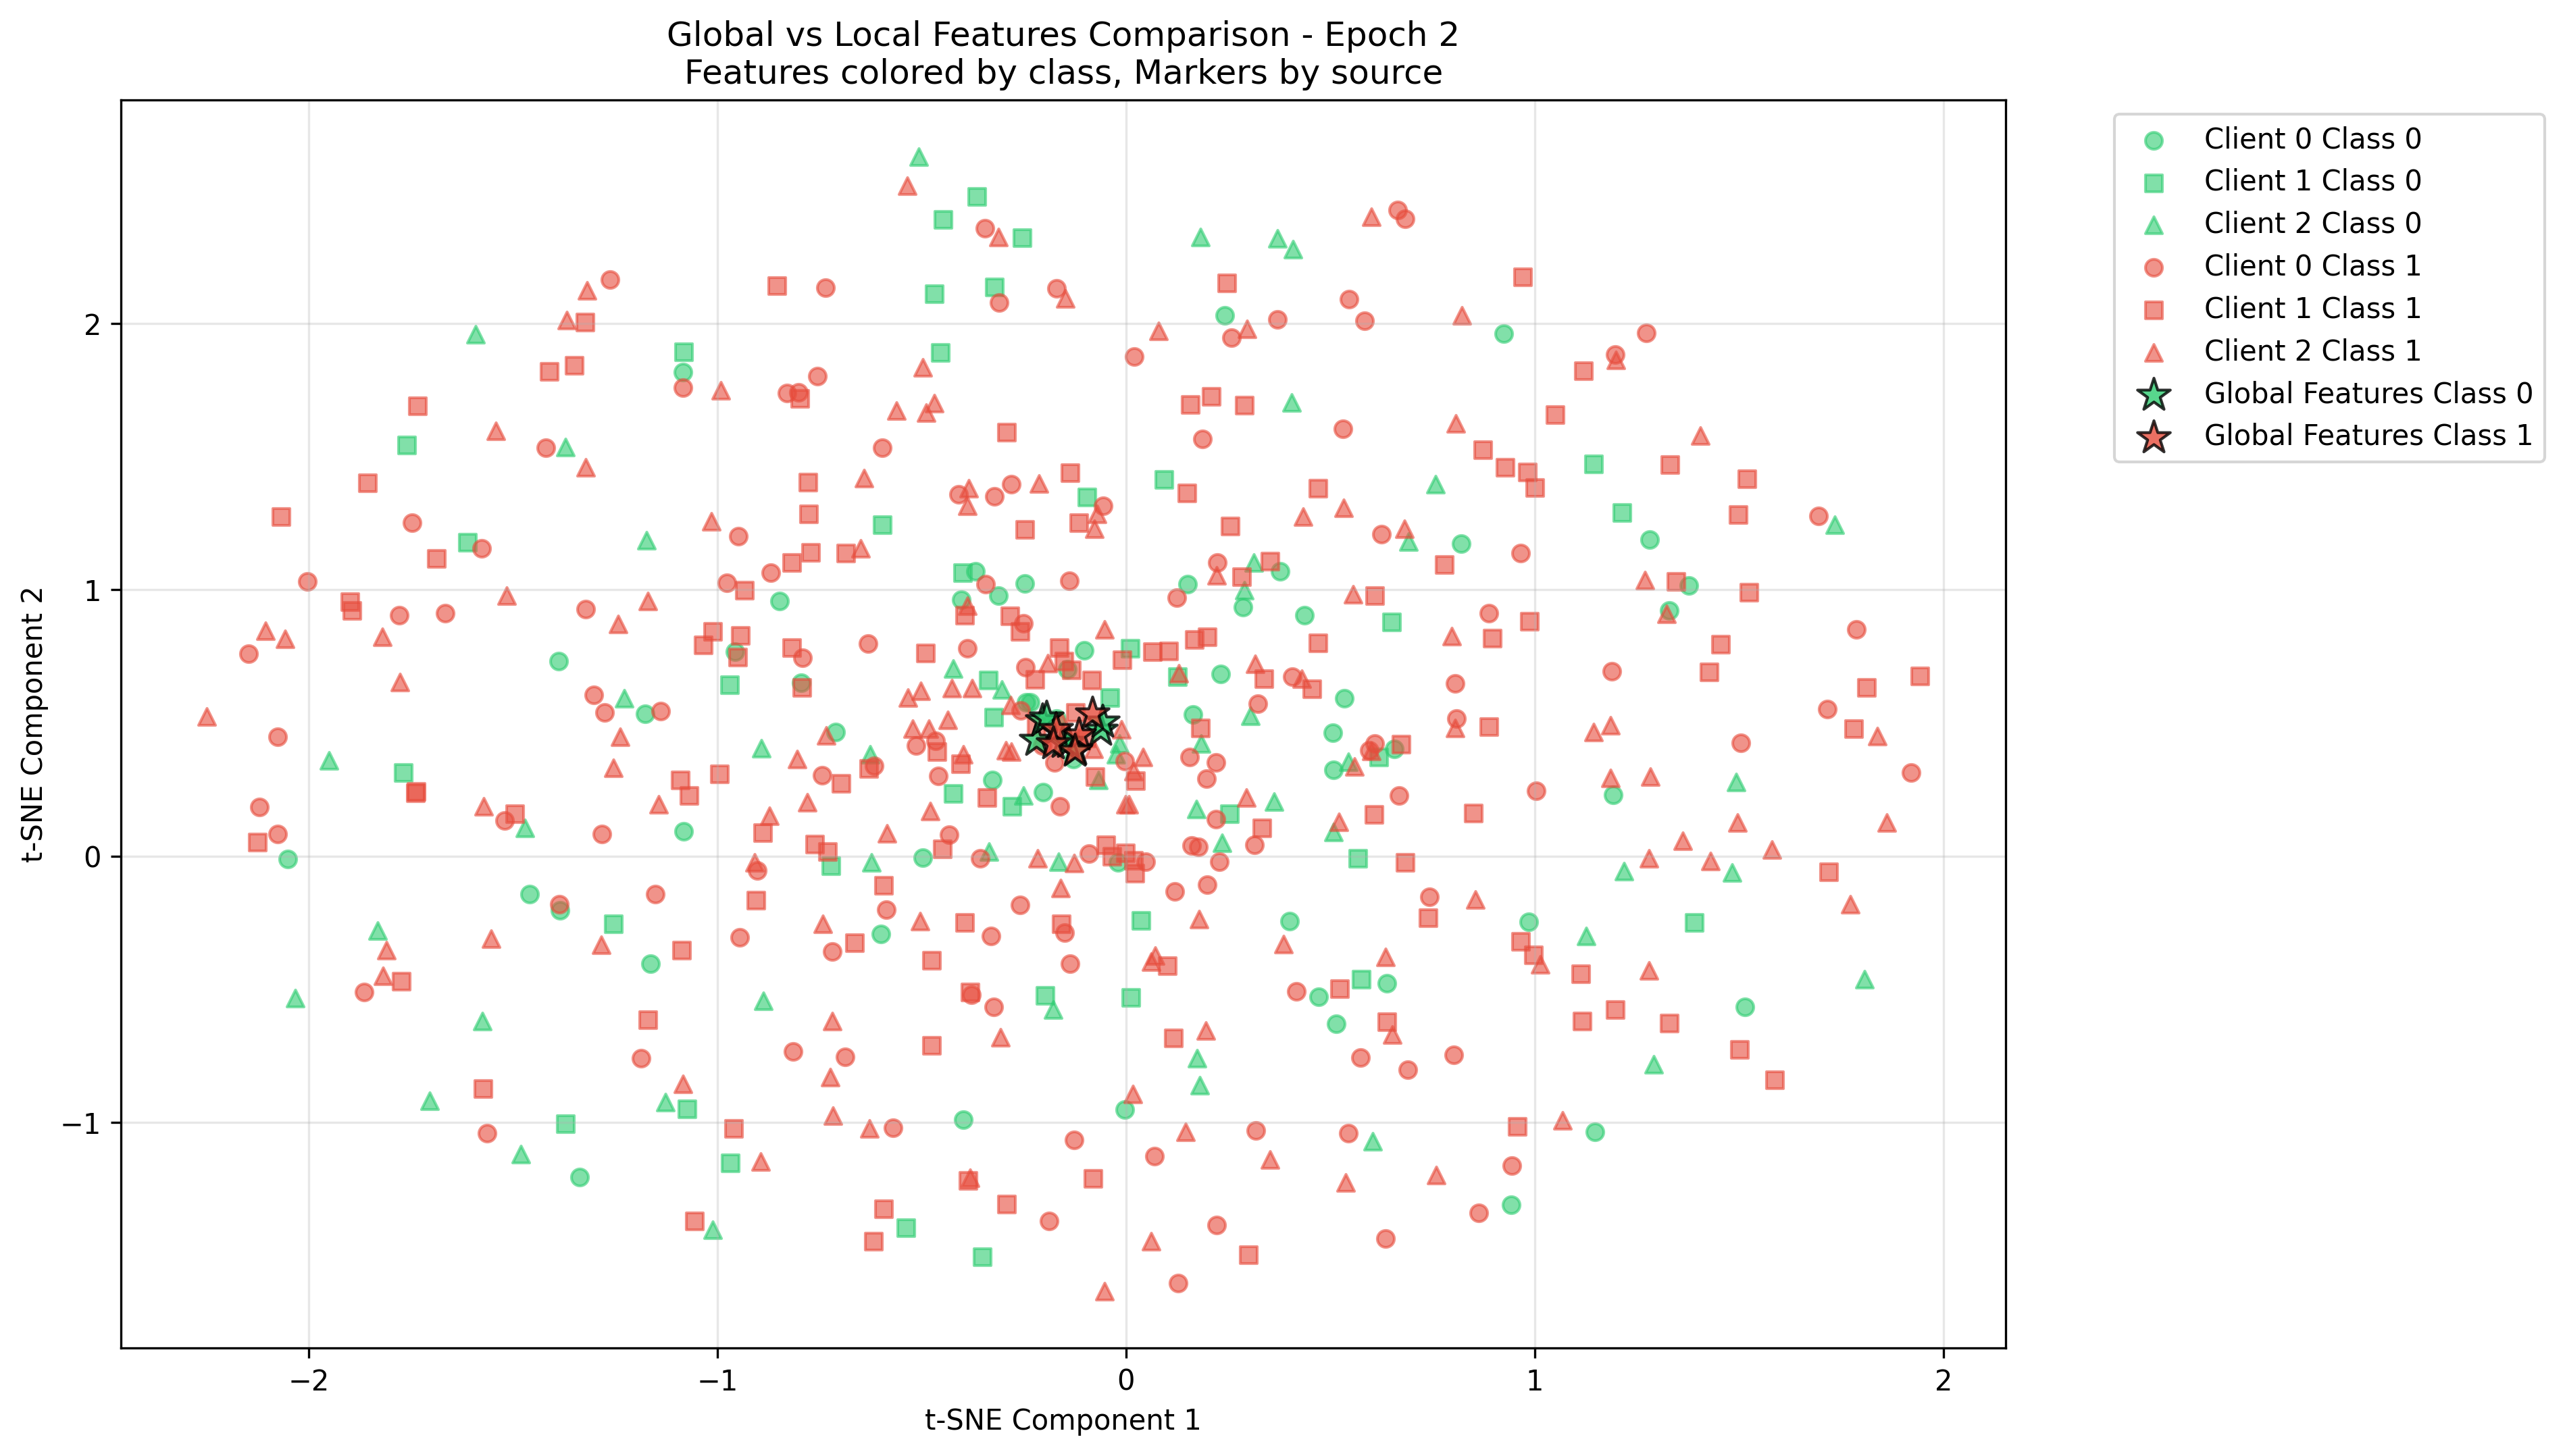 Global vs Local Features Comparison - Epoch 2
Features colored by class, Markers by source
Client 0 Class 0
Client 1 Class 0
Client 2 Class 0
Client 0 Class 1
Client 1 Class 1
Client 2 Class 1
Global Features Class 0
Global Features Class 1
t-SNE Component 2
2
1
0
−1
−2
−1
0
1
2
t-SNE Component 1